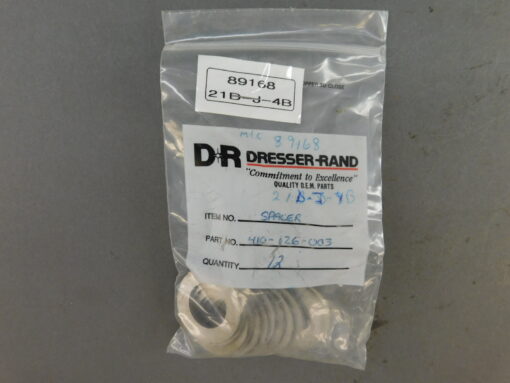 89168
21B-J-4B
89168
D-R DRESSER-RAND
"Commitment to Excellence"
QUALITY O.E.M. PARTS
21B-J-4B
ITEM NO. SPACER
PART NO. 410-126-003
QUANTITY 12